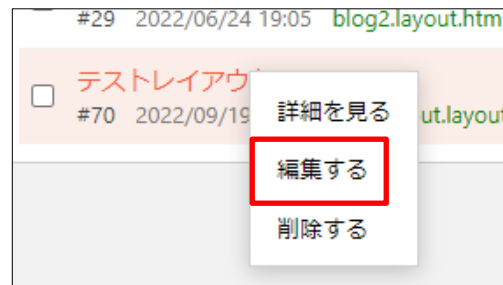 #29 2022/06/24 19:05 blog2.layout.htm
テストレイアウ
#70 2022/09/19 ut.layout
詳細を見る
編集する
削除する